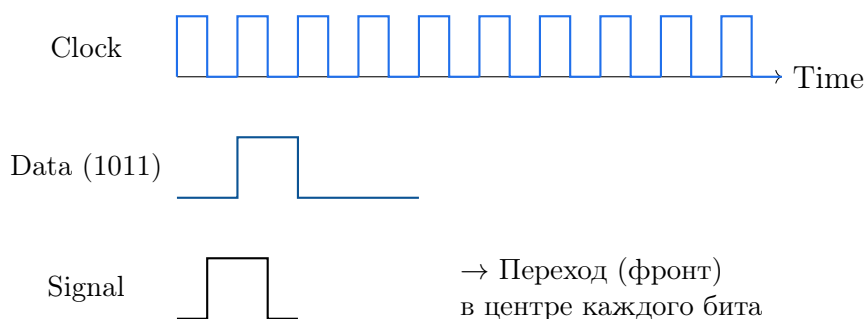 Clock
Time
Data (1011)
Signal
→ Переход (фронт)
в центре каждого бита